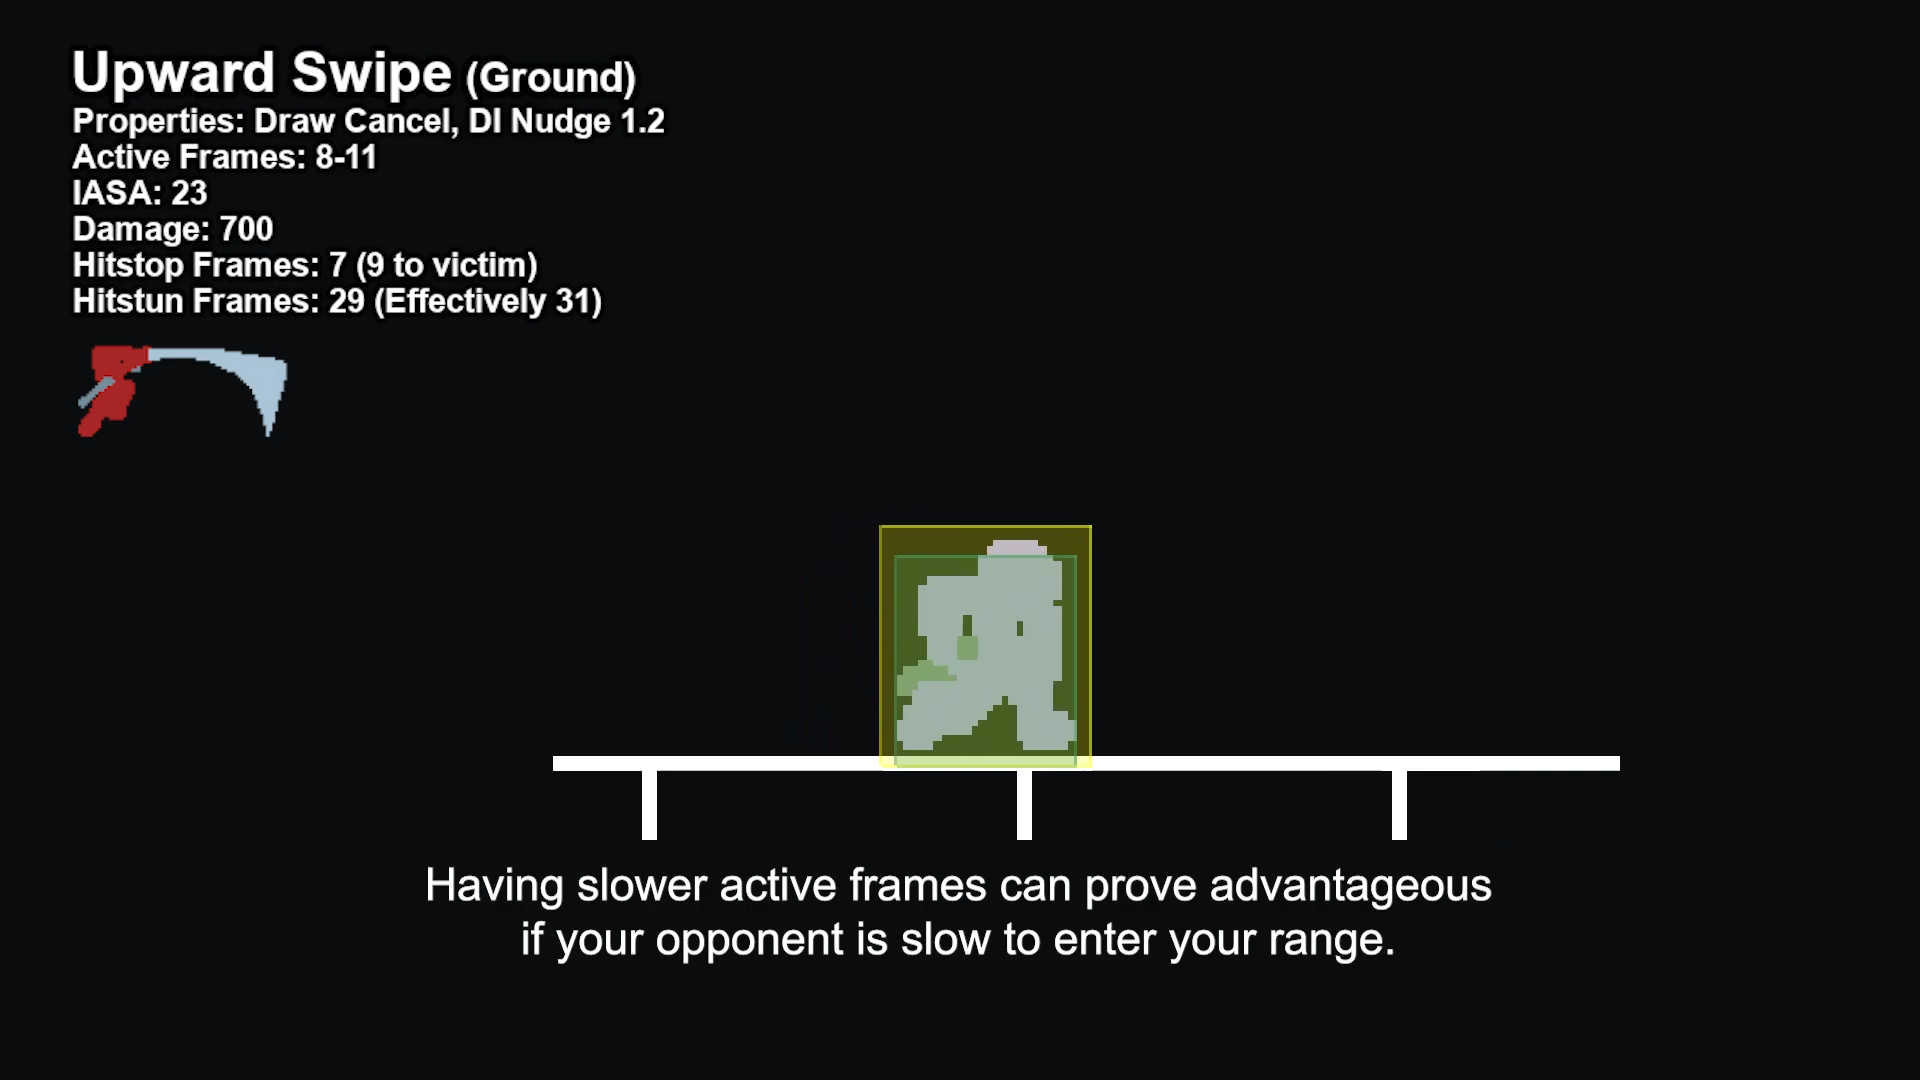 Upward Swipe (Ground)
Properties: Draw Cancel, DI Nudge 1.2
Active Frames: 8-11
IASA: 23
Damage: 700
Hitstop Frames: 7 (9 to victim)
Hitstun Frames: 29 (Effectively 31)
Having slower active frames can prove advantageous
if your opponent is slow to enter your range.